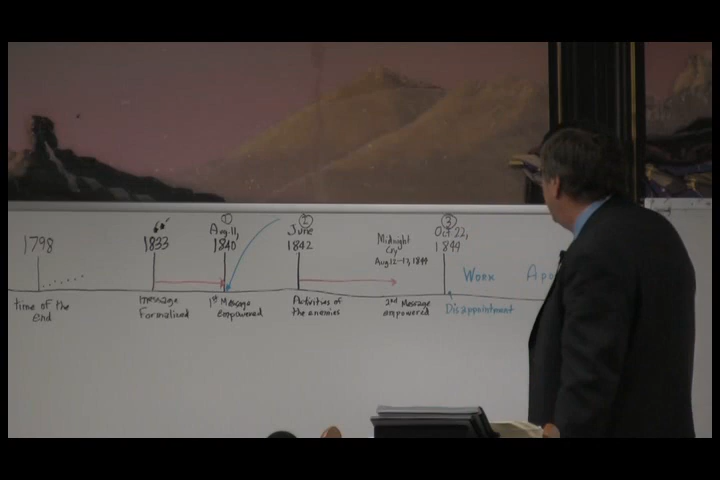 ①
②
③
1798
1833
Aug. 11,
1840
June
1842
Midnight
Cry
Aug 12-17, 1844
Oct 22,
1844
Work Apo
time of the
End
message
Formalized
1st Message
Empowered
Activities of
the enemies
2nd Message
empowered
Disappointment